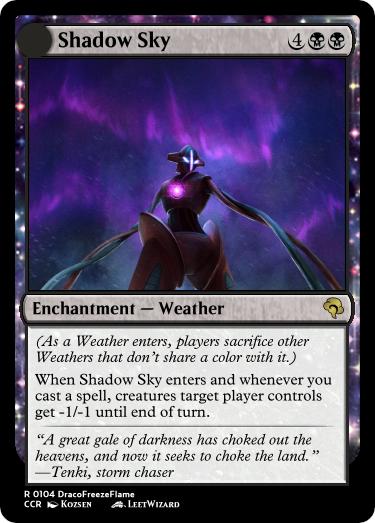 Shadow Sky 4
Enchantment — Weather
(As a Weather enters, players sacrifice other
Weathers that don't share a color with it.)
When Shadow Sky enters and whenever you
cast a spell, creatures target player controls
get -1/-1 until end of turn.
“A great gale of darkness has choked out the
heavens, and now it seeks to choke the land.”
—Tenki, storm chaser
R 0104 DracoFreezeFlame
CCR Kozsen LeetWizard